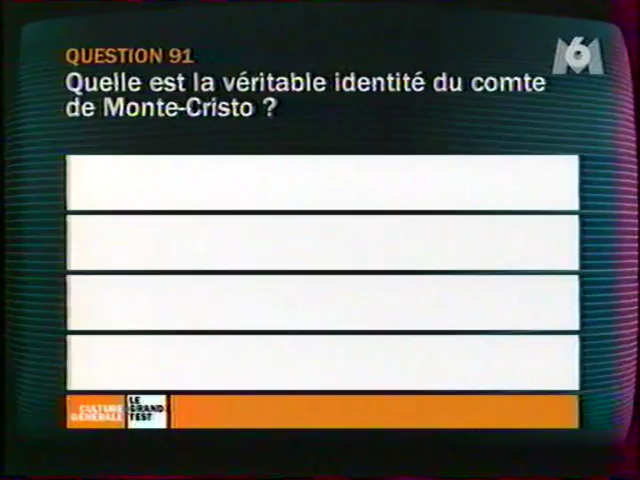 QUESTION 91
M6
Quelle est la véritable identité du comte
de Monte-Cristo ?
CULTURE
GÉNÉRALE
LE
GRAND
TEST